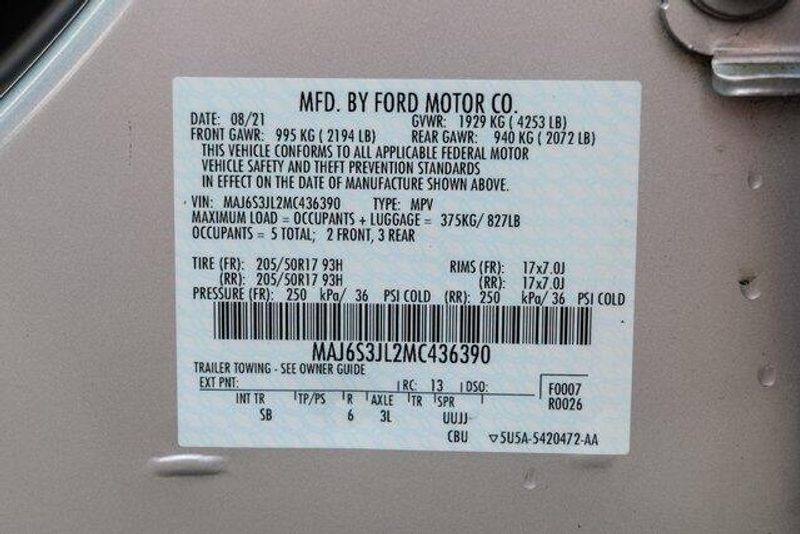 MFD. BY FORD MOTOR CO.
DATE: 08/21 GVWR: 1929 KG ( 4253 LB)
FRONT GAWR: 995 KG ( 2194 LB) REAR GAWR: 940 KG ( 2072 LB)
THIS VEHICLE CONFORMS TO ALL APPLICABLE FEDERAL MOTOR
VEHICLE SAFETY AND THEFT PREVENTION STANDARDS
IN EFFECT ON THE DATE OF MANUFACTURE SHOWN ABOVE.
VIN: MAJ6S3JL2MC436390 TYPE: MPV
MAXIMUM LOAD = OCCUPANTS + LUGGAGE = 375KG/ 827LB
OCCUPANTS = 5 TOTAL; 2 FRONT, 3 REAR
TIRE (FR): 205/50R17 93H RIMS (FR): 17x7.0J
(RR): 205/50R17 93H (RR): 17x7.0J
PRESSURE (FR): 250 kPa/ 36 PSI COLD (RR): 250 kPa/ 36 PSI COLD
MAJ6S3JL2MC436390
TRAILER TOWING - SEE OWNER GUIDE
EXT PNT: RC: 13 DSO: F0007
R0026
INT TR TP/PS R AXLE TR SPR
SB 6 3L UUJJ
CBU ▽5U5A-5420472-AA